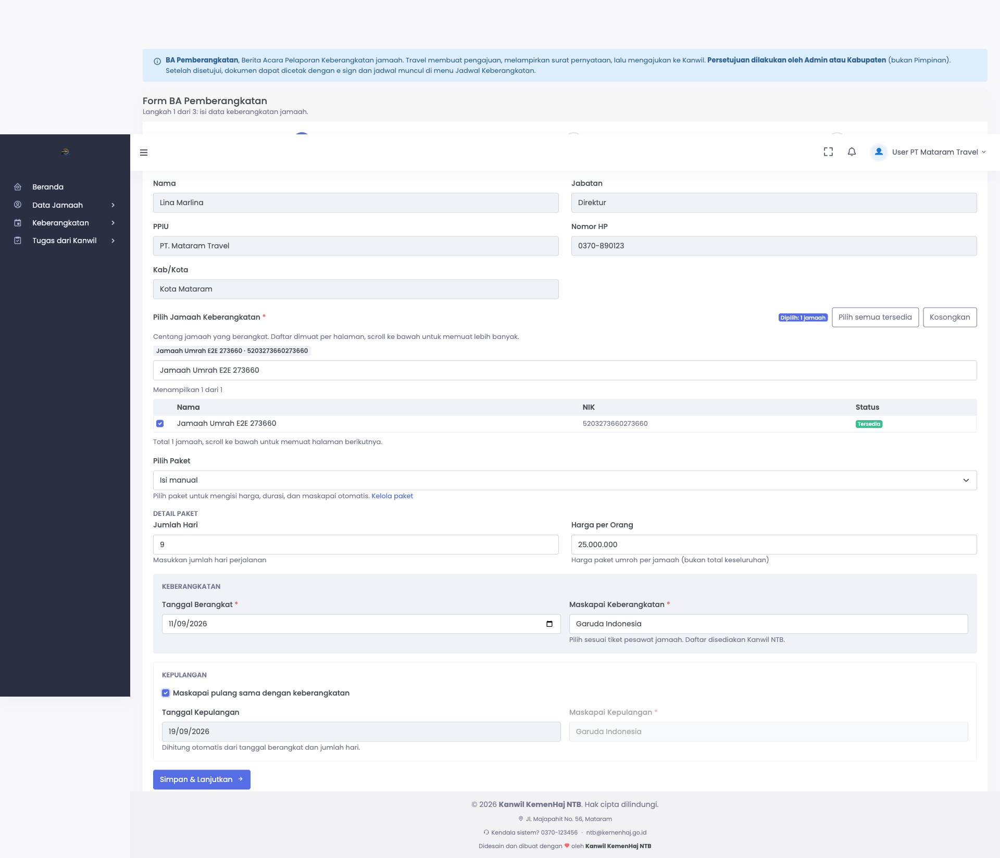 BA Pemberangkatan, Berita Acara Pelaporan Keberangkatan jamaah. Travel membuat pengajuan, melampirkan surat pernyataan, lalu mengajukan ke Kanwil. Persetujuan dilakukan oleh Admin atau Kabupaten (bukan Pimpinan).
Setelah disetujui, dokumen dapat dicetak dengan e sign dan jadwal muncul di menu Jadwal Keberangkatan.
Form BA Pemberangkatan
Langkah 1 dari 3: isi data keberangkatan jamaah.
User PT Mataram Travel
Beranda
Data Jamaah
Keberangkatan
Tugas dari Kanwil
Nama
Jabatan
Lina Marlina
Direktur
PPIU
Nomor HP
PT. Mataram Travel
0370-890123
Kab/Kota
Kota Mataram
Pilih Jamaah Keberangkatan *
Dipilih: 1 jamaah
Pilih semua tersedia
Kosongkan
Centang jamaah yang berangkat. Daftar dimuat per halaman, scroll ke bawah untuk memuat lebih banyak.
Jamaah Umrah E2E 273660 · 5203273660273660
Jamaah Umrah E2E 273660
Menampilkan 1 dari 1
Nama NIK Status
Jamaah Umrah E2E 273660 5203273660273660 Tersedia
Total 1 jamaah, scroll ke bawah untuk memuat halaman berikutnya.
Pilih Paket
Isi manual
Pilih paket untuk mengisi harga, durasi, dan maskapai otomatis. Kelola paket
DETAIL PAKET
Jumlah Hari
Harga per Orang
9
25.000.000
Masukkan jumlah hari perjalanan
Harga paket umroh per jamaah (bukan total keseluruhan)
KEBERANGKATAN
Tanggal Berangkat *
Maskapai Keberangkatan *
11/09/2026
Garuda Indonesia
Pilih sesuai tiket pesawat jamaah. Daftar disediakan Kanwil NTB.
KEPULANGAN
Maskapai pulang sama dengan keberangkatan
Tanggal Kepulangan
Maskapai Kepulangan *
19/09/2026
Garuda Indonesia
Dihitung otomatis dari tanggal berangkat dan jumlah hari.
Simpan & Lanjutkan
© 2026 Kanwil KemenHaj NTB. Hak cipta dilindungi.
Jl. Majapahit No. 56, Mataram
Kendala sistem? 0370-123456 · ntb@kemenhaj.go.id
Didesain dan dibuat dengan ♥ oleh Kanwil KemenHaj NTB